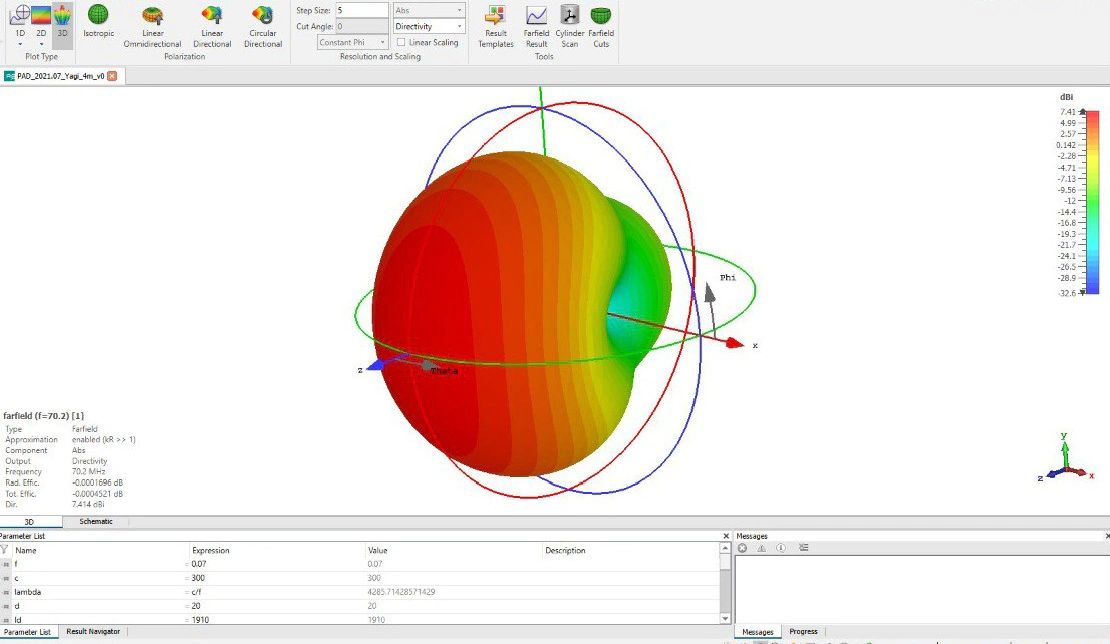 Step Size: 5 Abs
Cut Angle: 0 Directivity
Constant Phi Linear Scaling
1D 2D 3D Isotropic Linear Omnidirectional Linear Directional Circular Directional Result Templates Farfield Result Cylinder Scan Farfield Cuts
Plot Type Polarization Resolution and Scaling Tools
PAD_2021.07_Yagi_4m_v0
dBi
7.41
4.99
2.57
0.142
-2.28
-4.71
-7.13
-9.56
-12
-14.4
-16.8
-19.3
-21.7
-24.1
-26.5
-28.9
-32.6
Phi
x
z
Theta
y
z
x
farfield (f=70.2) [1]
Type Farfield
Approximation enabled (kR >> 1)
Component Abs
Output Directivity
Frequency 70.2 MHz
Rad. Effic. -0.0001696 dB
Tot. Effic. -0.0004521 dB
Dir. 7.414 dBi
3D Schematic
Parameter List
Name Expression Value Description
f = 0.07 0.07
c = 300 300
lambda = c/f 4285.71428571429
d = 20 20
ld = 1910 1910
Parameter List Result Navigator
Messages
Messages Progress